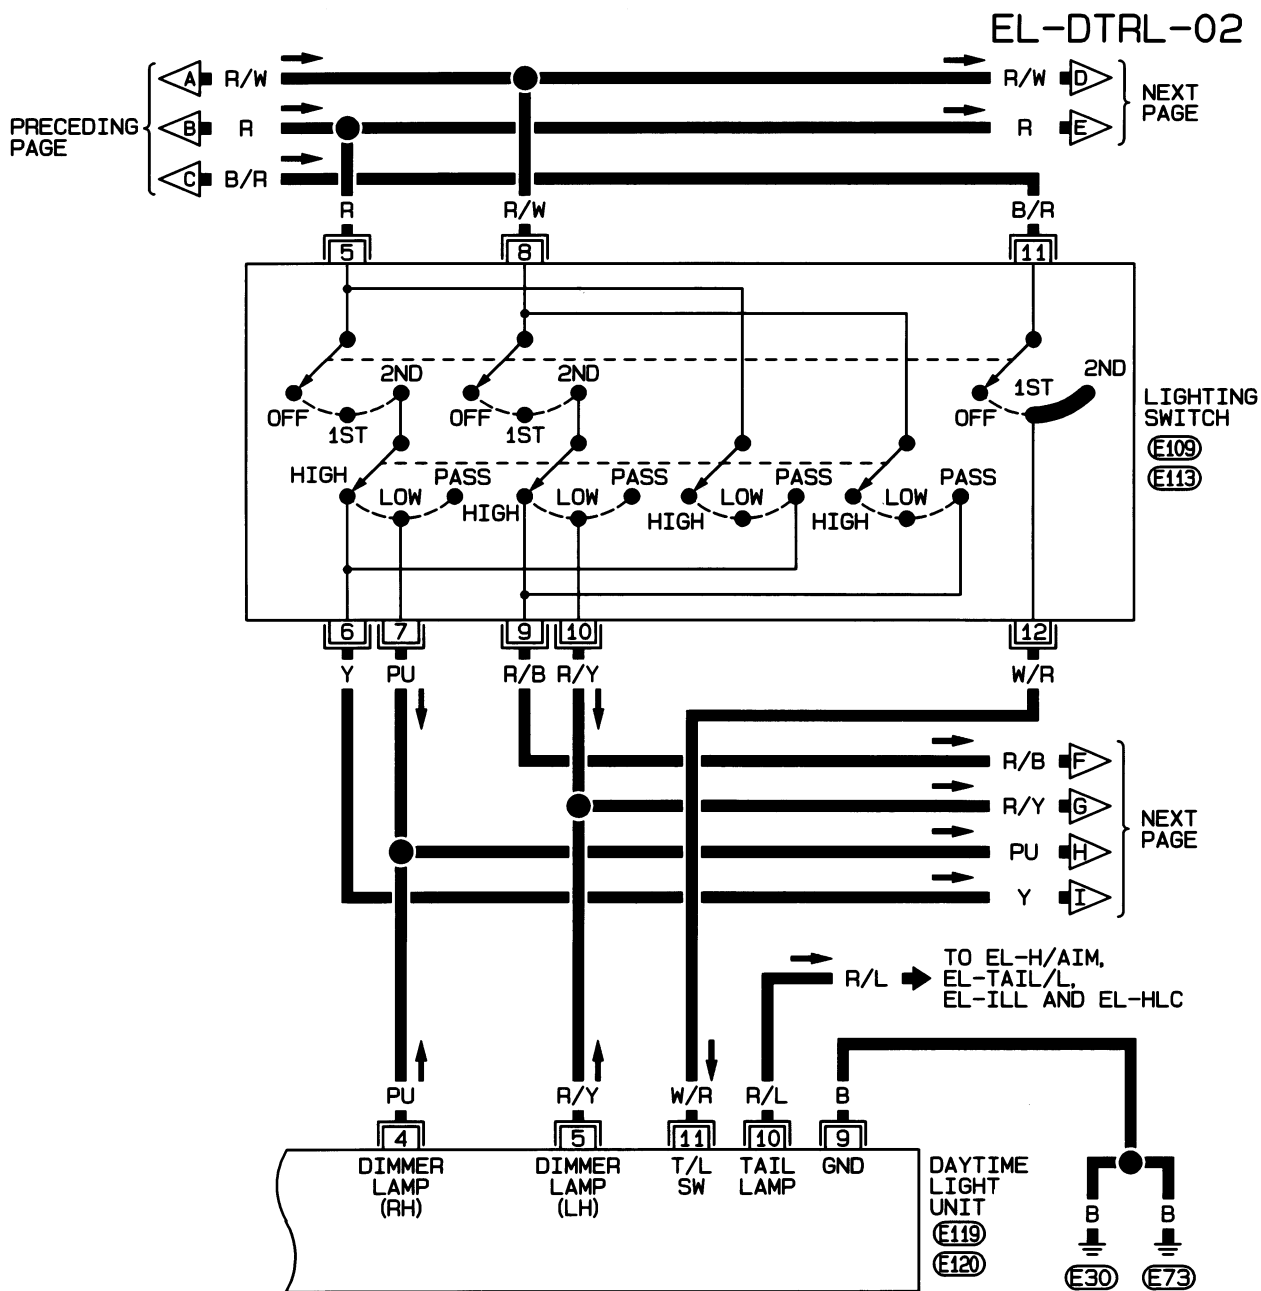 EL-DTRL-02
A R/W R/W D
PRECEDING
PAGE
B R R E
NEXT
PAGE
C B/R
R R/W B/R
5 8 11
OFF 1ST 2ND
OFF 1ST 2ND
OFF 1ST 2ND
LIGHTING
SWITCH
E109
E113
HIGH LOW PASS
HIGH LOW PASS
HIGH LOW PASS
HIGH LOW PASS
6 7 9 10 12
Y PU R/B R/Y W/R
R/B F
R/Y G
PU H
Y I
NEXT
PAGE
R/L
TO EL-H/AIM,
EL-TAIL/L,
EL-ILL AND EL-HLC
PU R/Y W/R R/L B
4 5 11 10 9
DIMMER
LAMP
(RH)
DIMMER
LAMP
(LH)
T/L
SW
TAIL
LAMP
GND
DAYTIME
LIGHT
UNIT
E119
E120
B B
E30 E73